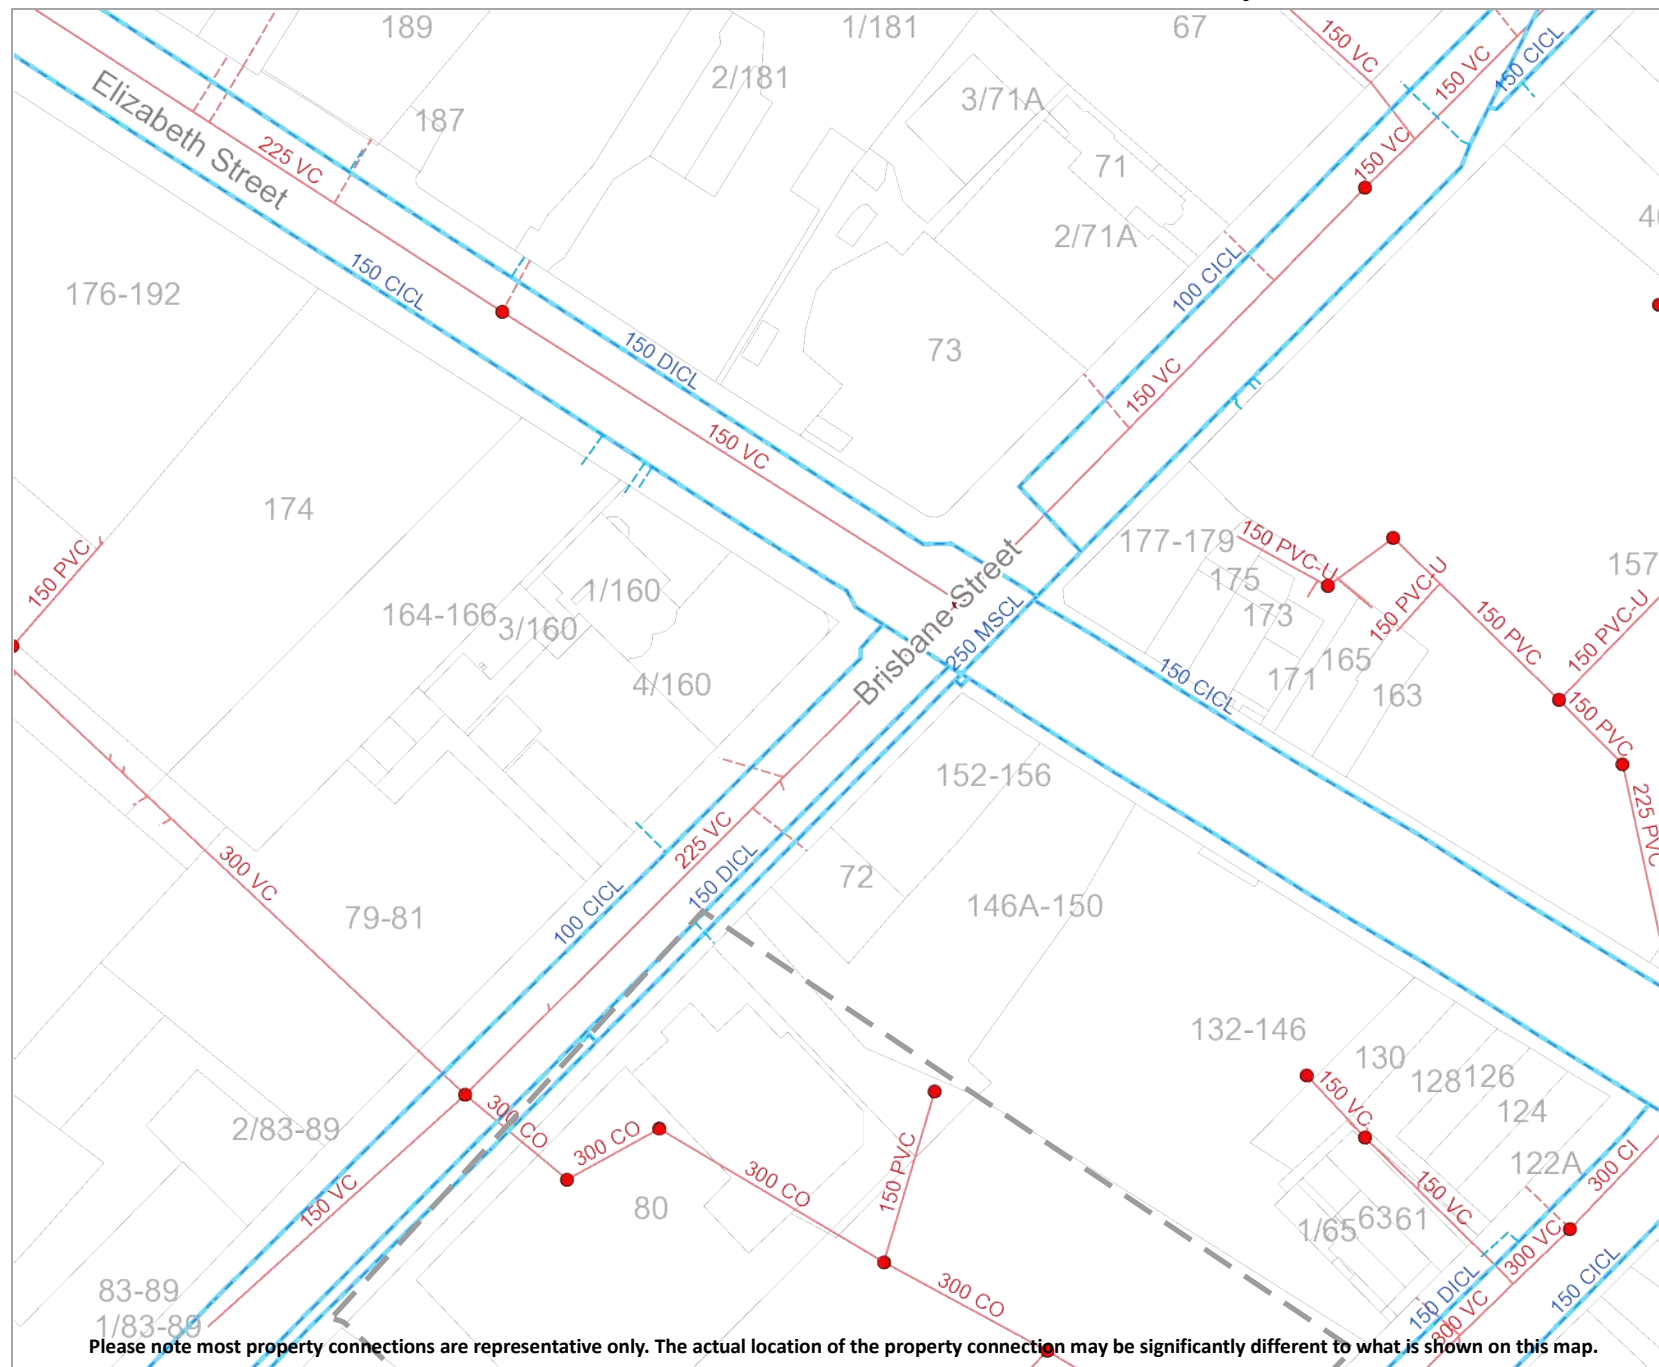 189
1/181
67
150 VC
150 VC
150 CICL
2/181
3/71A
187
Elizabeth Street
225 VC
150 VC
71
2/71A
176-192
150 CICL
100 CICL
150 DICL
73
150 VC
150 VC
174
150 PVC
177-179
150 PVC-U
175
173
150 PVC-U
157
150 PVC
150 PVC-U
1/160
164-166
3/160
4/160
Brisbane Street
250 MSCL
150 CICL
171
165
163
150 PVC
225 PVC
152-156
300 VC
225 VC
150 DICL
72
146A-150
100 CICL
79-81
132-146
130
128
126
124
122A
150 VC
300 CI
2/83-89
300 CO
300 CO
300 CO
150 PVC
150 VC
80
150 VC
1/65
63
61
300 VC
83-89
1/83-89
300 CO
150 DICL
300 VC
150 CICL
Please note most property connections are representative only. The actual location of the property connection may be significantly different to what is shown on this map.